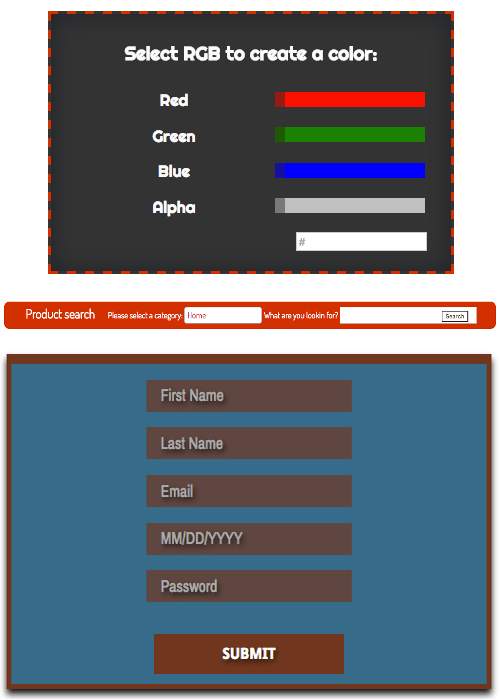 Select RGB to create a color:
Red
Green
Blue
Alpha
#
Product search Please select a category: Home What are you lookin for? Search
First Name
Last Name
Email
MM/DD/YYYY
Password
SUBMIT